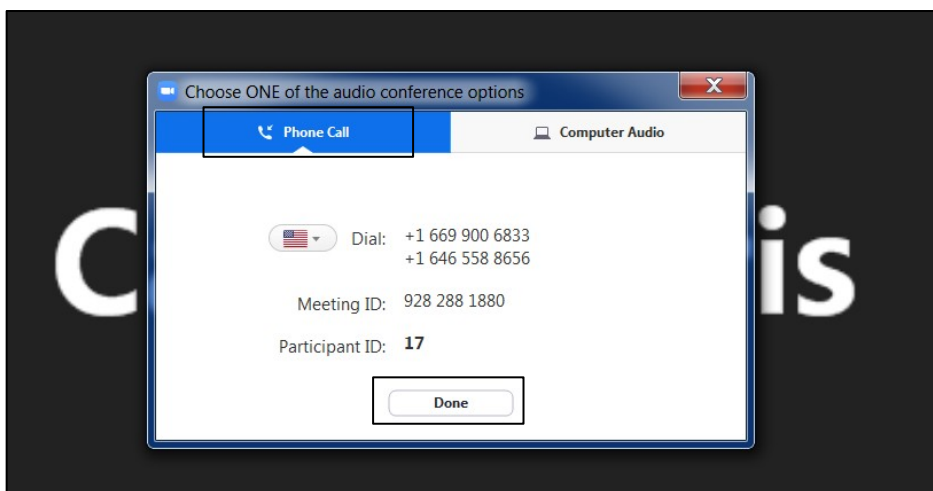 Choose ONE of the audio conference options
Phone Call
Computer Audio
Dial: +1 669 900 6833
+1 646 558 8656
Meeting ID: 928 288 1880
Participant ID: 17
C is
Done